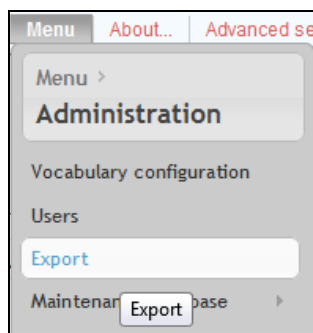 Menu About... Advanced se
Menu >
Administration
Vocabulary configuration
Users
Export
Maintenan base
Export